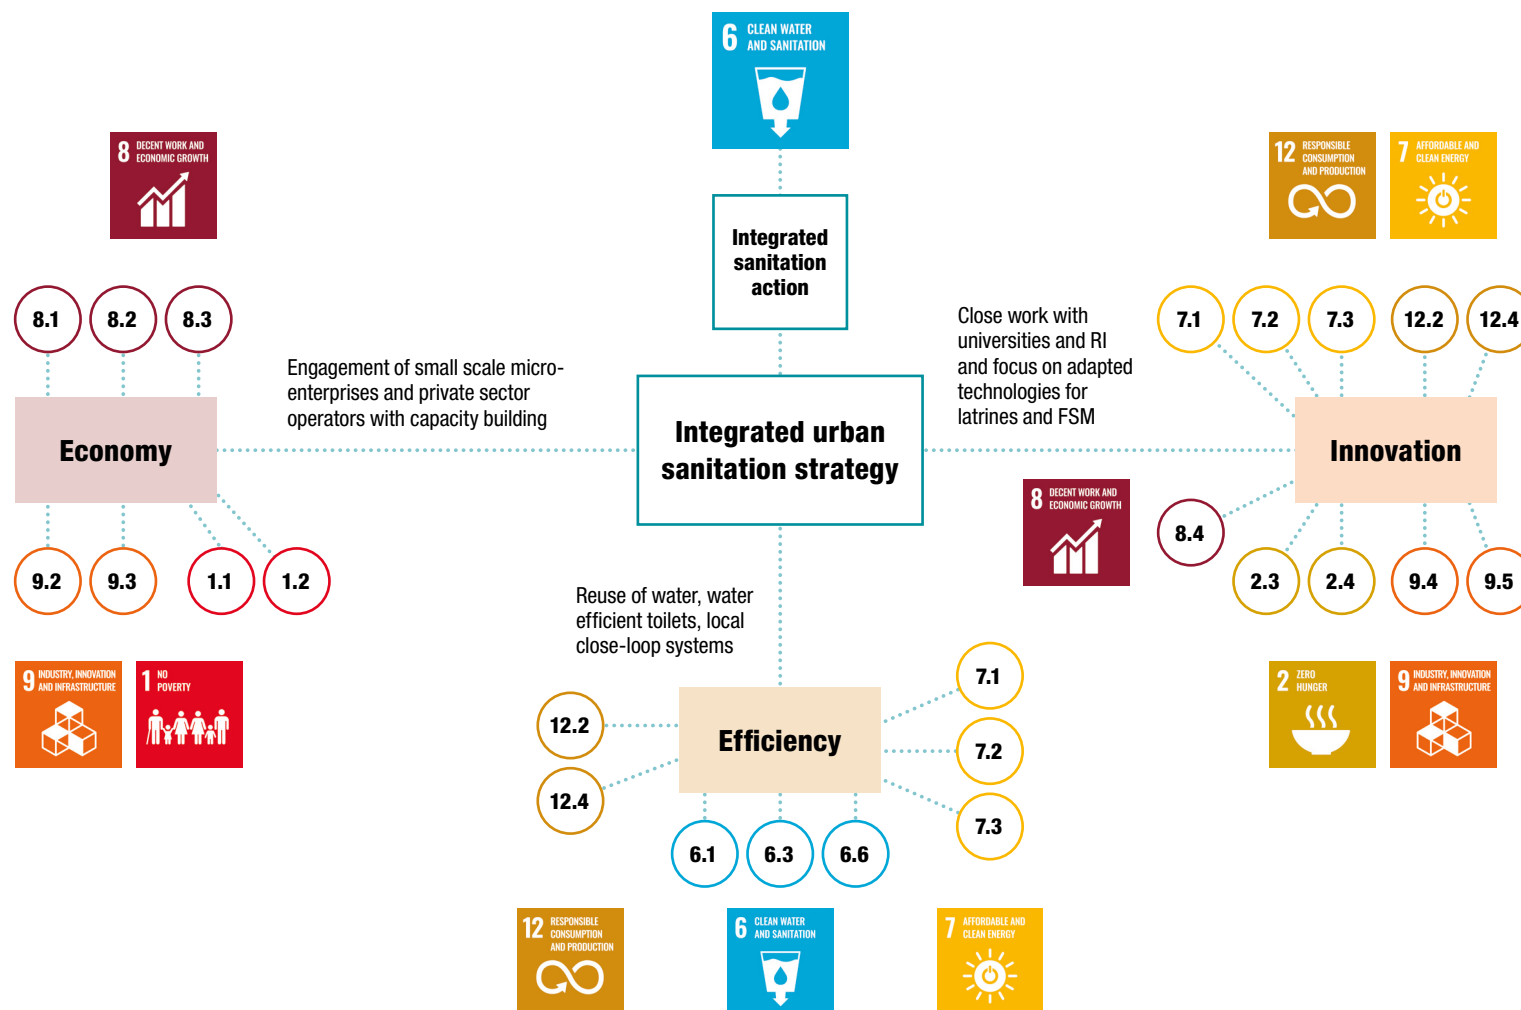 6 CLEAN WATER
AND SANITATION
8 DECENT WORK AND
ECONOMIC GROWTH
12 RESPONSIBLE
CONSUMPTION
AND PRODUCTION
7 AFFORDABLE AND
CLEAN ENERGY
Integrated
sanitation
action
8.1
8.2
8.3
Engagement of small scale micro-
enterprises and private sector
operators with capacity building
Close work with
universities and RI
and focus on adapted
technologies for
latrines and FSM
7.1
7.2
7.3
12.2
12.4
Economy
Integrated urban
sanitation strategy
Innovation
8 DECENT WORK AND
ECONOMIC GROWTH
8.4
9.2
9.3
1.1
1.2
2.3
2.4
9.4
9.5
Reuse of water, water
efficient toilets, local
close-loop systems
9 INDUSTRY, INNOVATION
AND INFRASTRUCTURE
1 NO
POVERTY
2 ZERO
HUNGER
9 INDUSTRY, INNOVATION
AND INFRASTRUCTURE
12.2
12.4
Efficiency
7.1
7.2
7.3
6.1
6.3
6.6
12 RESPONSIBLE
CONSUMPTION
AND PRODUCTION
6 CLEAN WATER
AND SANITATION
7 AFFORDABLE AND
CLEAN ENERGY